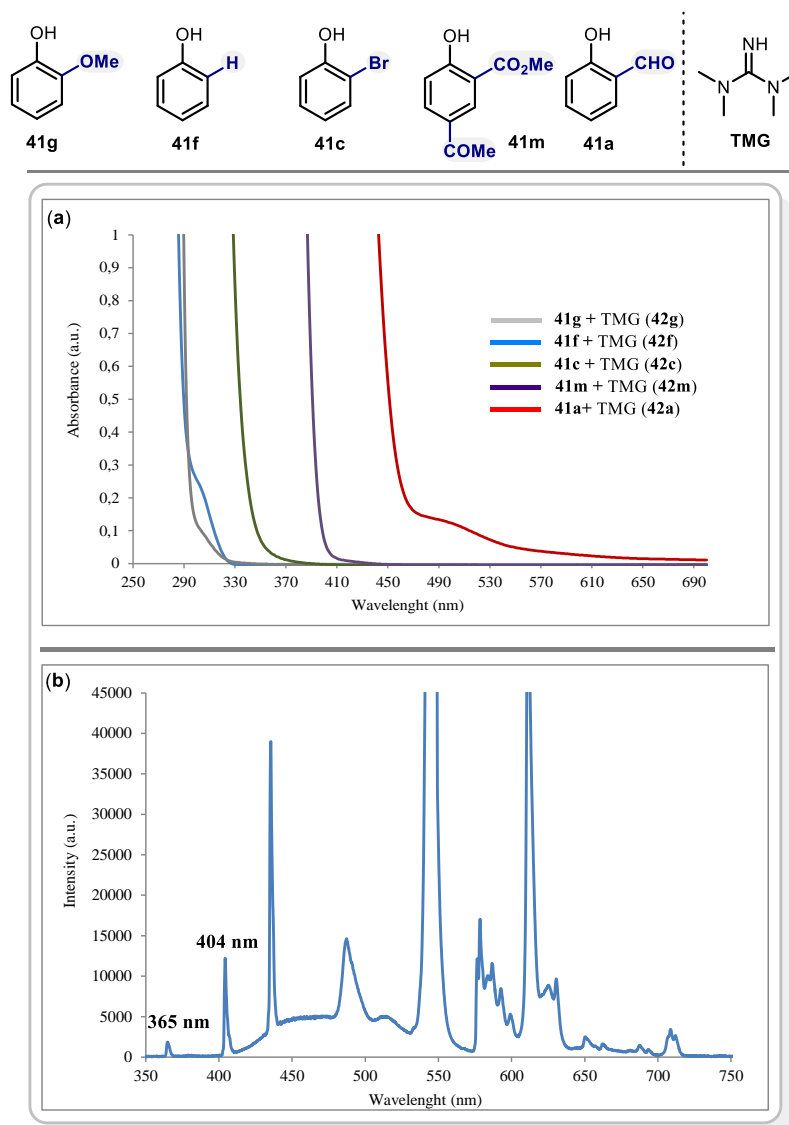 OH OH OH OH OH NH
OMe H Br CO2Me CHO
N N
41g 41f 41c COMe 41m 41a TMG
(a)
1
0,9
0,8
0,7
0,6
0,5
0,4
0,3
0,2
0,1
0
Absorbance (a.u.)
41g + TMG (42g)
41f + TMG (42f)
41c + TMG (42c)
41m + TMG (42m)
41a+ TMG (42a)
250 290 330 370 410 450 490 530 570 610 650 690
Wavelenght (nm)
(b)
45000
40000
35000
30000
25000
20000
15000
10000
5000
0
Intensity (a.u.)
404 nm
365 nm
350 400 450 500 550 600 650 700 750
Wavelenght (nm)